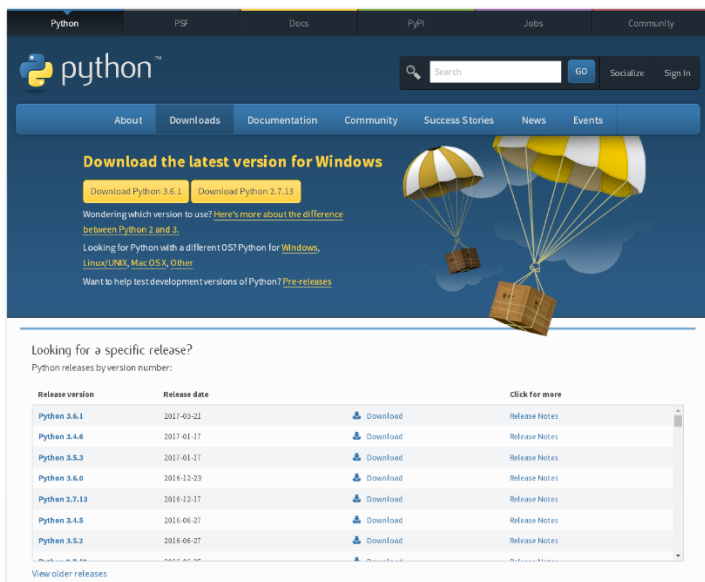 Python PSF Docs PyPI Jobs Community
python™
Search GO Socialize Sign In
About Downloads Documentation Community Success Stories News Events
Download the latest version for Windows
Download Python 3.6.1 Download Python 2.7.13
Wondering which version to use? Here's more about the difference
between Python 2 and 3.
Looking for Python with a different OS? Python for Windows,
Linux/UNIX, Mac OS X, Other
Want to help test development versions of Python? Pre-releases
Looking for a specific release?
Python releases by version number:
Release version Release date Click for more
Python 3.6.1 2017-03-21 Download Release Notes
Python 3.4.6 2017-01-17 Download Release Notes
Python 3.5.3 2017-01-17 Download Release Notes
Python 3.6.0 2016-12-23 Download Release Notes
Python 2.7.13 2016-12-17 Download Release Notes
Python 3.4.5 2016-06-27 Download Release Notes
Python 3.5.2 2016-06-27 Download Release Notes
View older releases